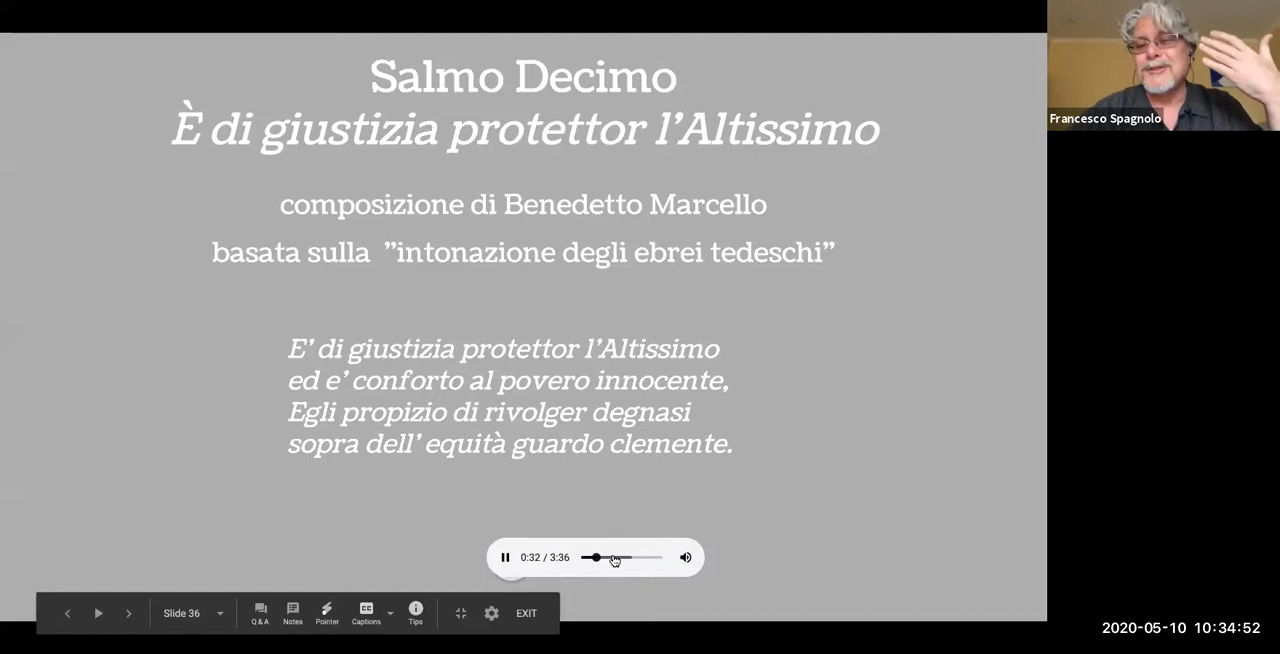 Salmo Decimo
È di giustizia protettor l’Altissimo
composizione di Benedetto Marcello
basata sulla ”intonazione degli ebrei tedeschi”
E’ di giustizia protettor l’Altissimo
ed e’ conforto al povero innocente,
Egli propizio di rivolger degnasi
sopra dell’ equità guardo clemente.
Francesco Spagnolo
0:32 / 3:36
Slide 36
Q & A
Notes
Pointer
CC
Captions
Tips
EXIT
2020-05-10 10:34:52